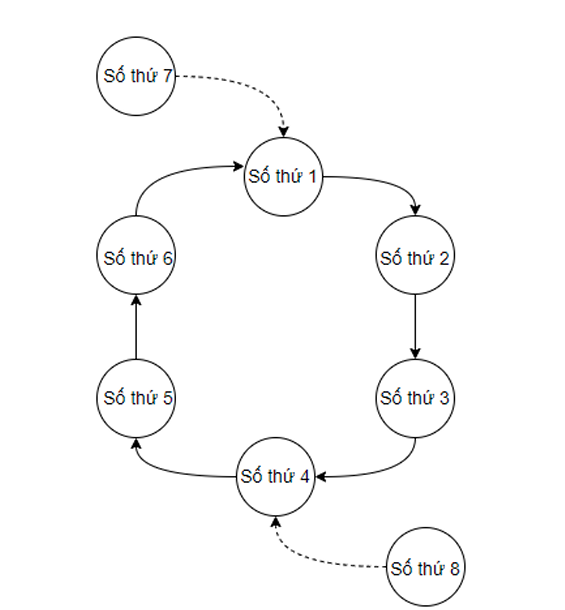 Số thứ 7
Số thứ 1
Số thứ 2
Số thứ 6
Số thứ 3
Số thứ 5
Số thứ 4
Số thứ 8